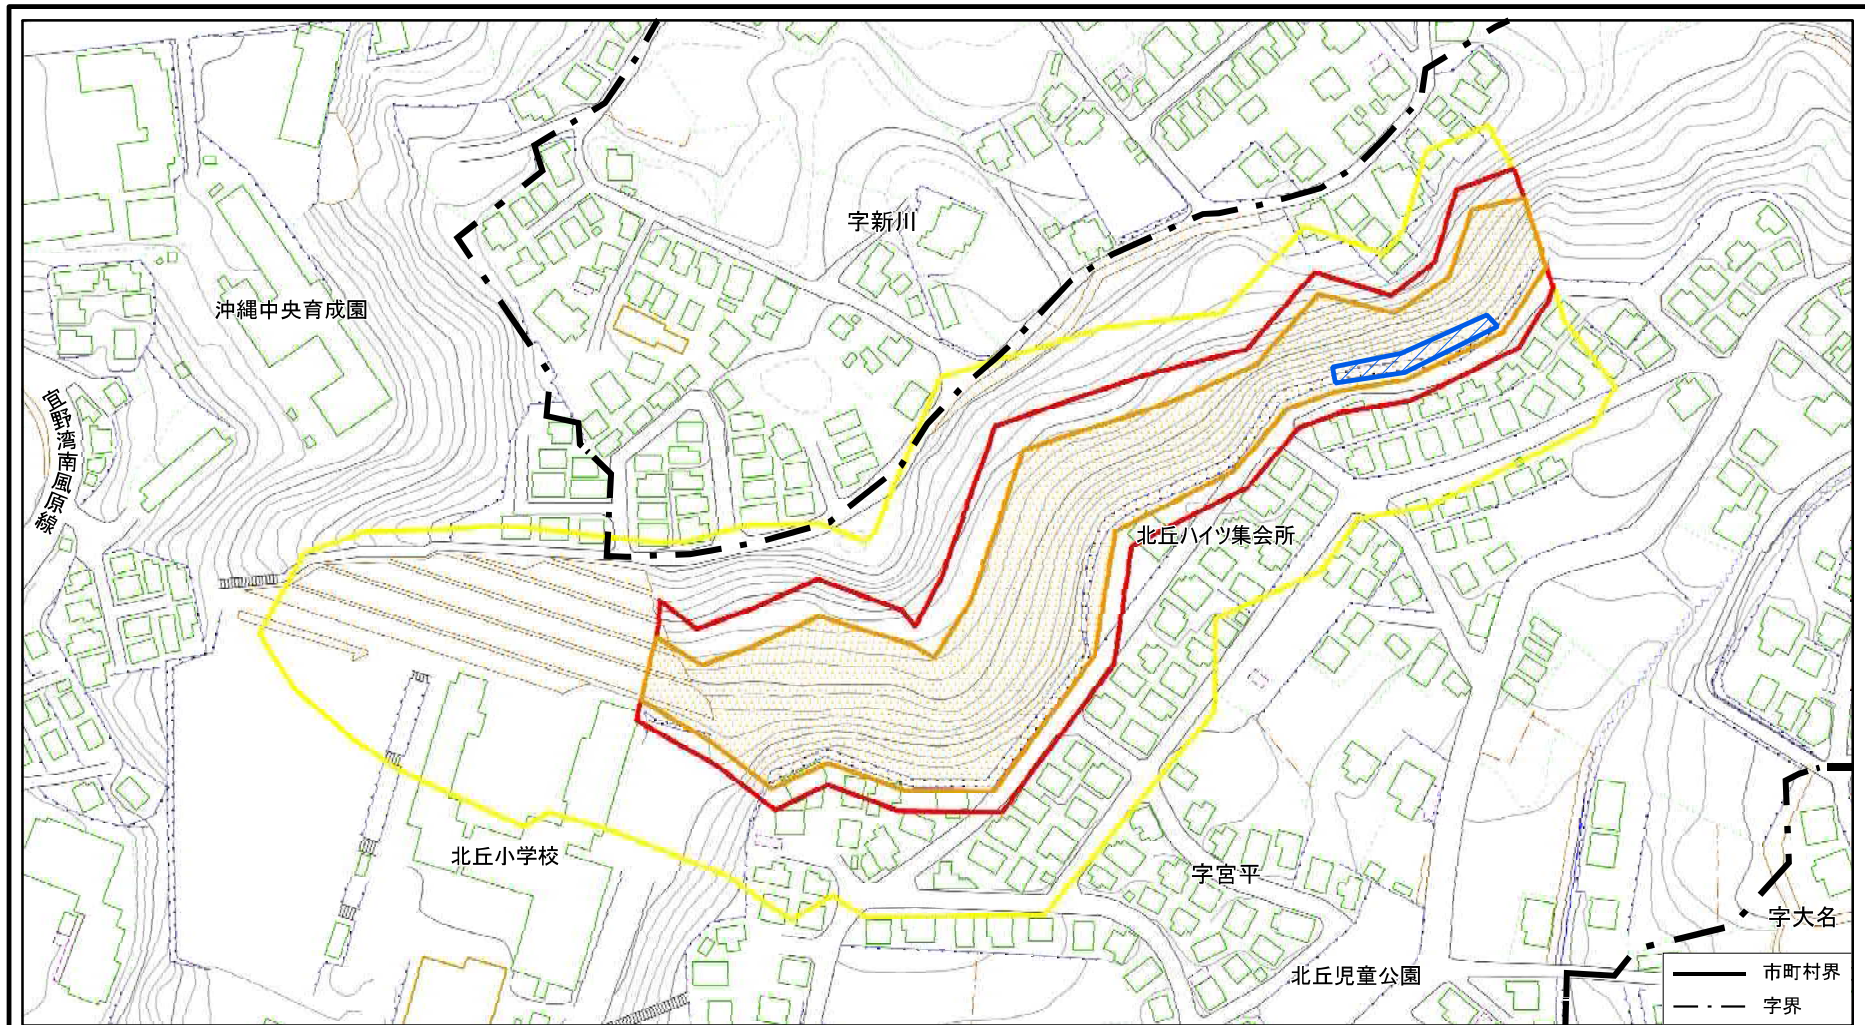 字新川
沖縄中央育成園
宜野湾南風原線
北丘ハイツ集会所
北丘小学校
字宮平
字大名
北丘児童公園
市町村界
字界